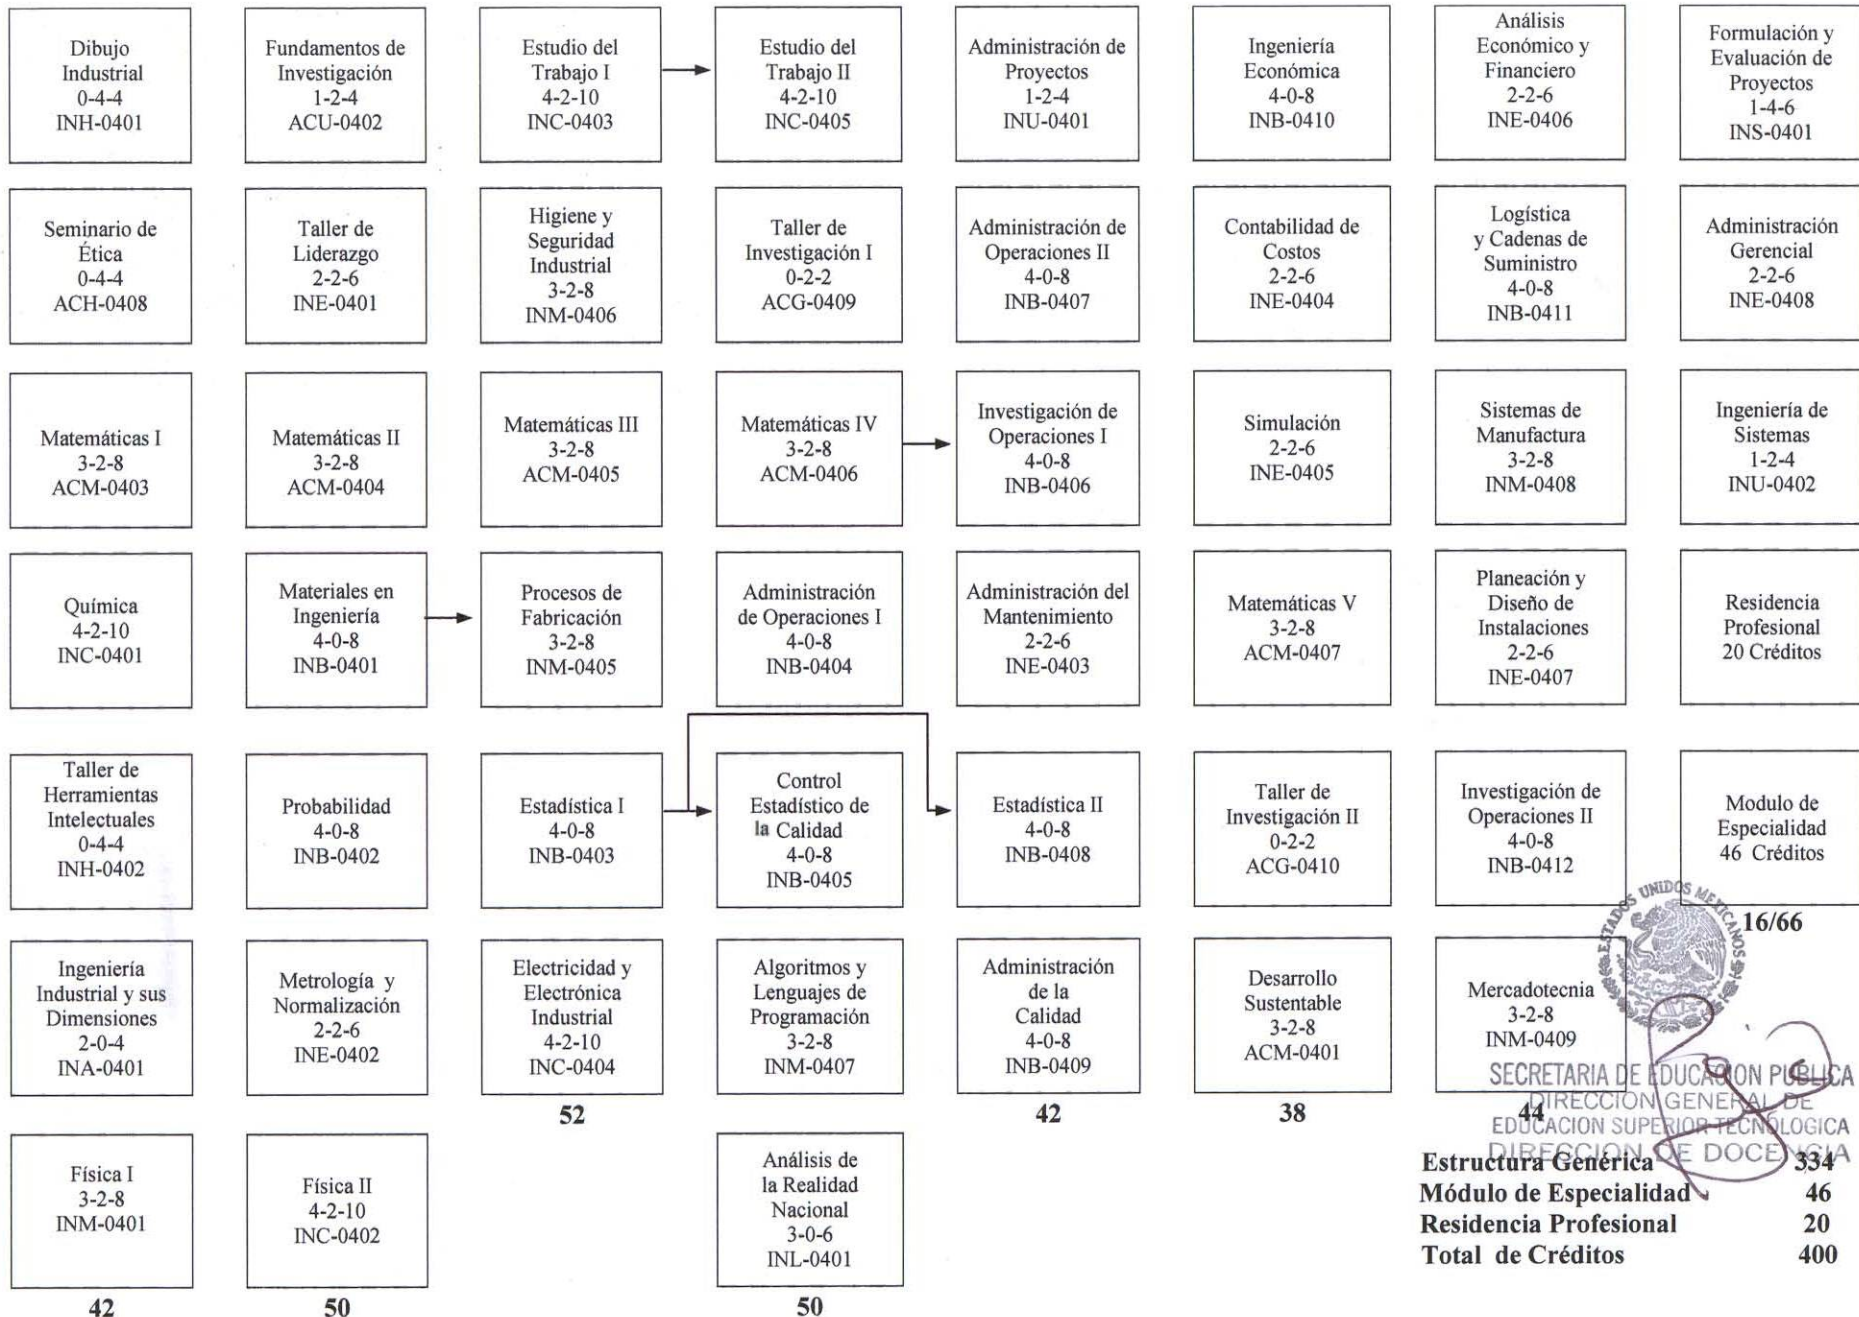 Dibujo
Industrial
0-4-4
INH-0401
Fundamentos de
Investigación
1-2-4
ACU-0402
Estudio del
Trabajo I
4-2-10
INC-0403
Estudio del
Trabajo II
4-2-10
INC-0405
Administración de
Proyectos
1-2-4
INU-0401
Ingeniería
Económica
4-0-8
INB-0410
Análisis
Económico y
Financiero
2-2-6
INE-0406
Formulación y
Evaluación de
Proyectos
1-4-6
INS-0401
Seminario de
Ética
0-4-4
ACH-0408
Taller de
Liderazgo
2-2-6
INE-0401
Higiene y
Seguridad
Industrial
3-2-8
INM-0406
Taller de
Investigación I
0-2-2
ACG-0409
Administración de
Operaciones II
4-0-8
INB-0407
Contabilidad de
Costos
2-2-6
INE-0404
Logística
y Cadenas de
Suministro
4-0-8
INB-0411
Administración
Gerencial
2-2-6
INE-0408
Matemáticas I
3-2-8
ACM-0403
Matemáticas II
3-2-8
ACM-0404
Matemáticas III
3-2-8
ACM-0405
Matemáticas IV
3-2-8
ACM-0406
Investigación de
Operaciones I
4-0-8
INB-0406
Simulación
2-2-6
INE-0405
Sistemas de
Manufactura
3-2-8
INM-0408
Ingeniería de
Sistemas
1-2-4
INU-0402
Química
4-2-10
INC-0401
Materiales en
Ingeniería
4-0-8
INB-0401
Procesos de
Fabricación
3-2-8
INM-0405
Administración
de Operaciones I
4-0-8
INB-0404
Administración del
Mantenimiento
2-2-6
INE-0403
Matemáticas V
3-2-8
ACM-0407
Planeación y
Diseño de
Instalaciones
2-2-6
INE-0407
Residencia
Profesional
20 Créditos
Taller de
Herramientas
Intelectuales
0-4-4
INH-0402
Probabilidad
4-0-8
INB-0402
Estadística I
4-0-8
INB-0403
Control
Estadístico de
la Calidad
4-0-8
INB-0405
Estadística II
4-0-8
INB-0408
Taller de
Investigación II
0-2-2
ACG-0410
Investigación de
Operaciones II
4-0-8
INB-0412
Modulo de
Especialidad
46 Créditos
16/66
Ingeniería
Industrial y sus
Dimensiones
2-0-4
INA-0401
Metrología y
Normalización
2-2-6
INE-0402
Electricidad y
Electrónica
Industrial
4-2-10
INC-0404
Algoritmos y
Lenguajes de
Programación
3-2-8
INM-0407
Administración
de la
Calidad
4-0-8
INB-0409
Desarrollo
Sustentable
3-2-8
ACM-0401
Mercadotecnia
3-2-8
INM-0409
ESTADOS UNIDOS MEXICANOS
SECRETARIA DE EDUCACION PUBLICA
DIRECCION GENERAL DE
EDUCACION SUPERIOR TECNOLOGICA
DIRECCION DE DOCENCIA
52
42
38
44
Física I
3-2-8
INM-0401
Física II
4-2-10
INC-0402
Análisis de
la Realidad
Nacional
3-0-6
INL-0401
Estructura Genérica 334
Módulo de Especialidad 46
Residencia Profesional 20
Total de Créditos 400
42
50
50